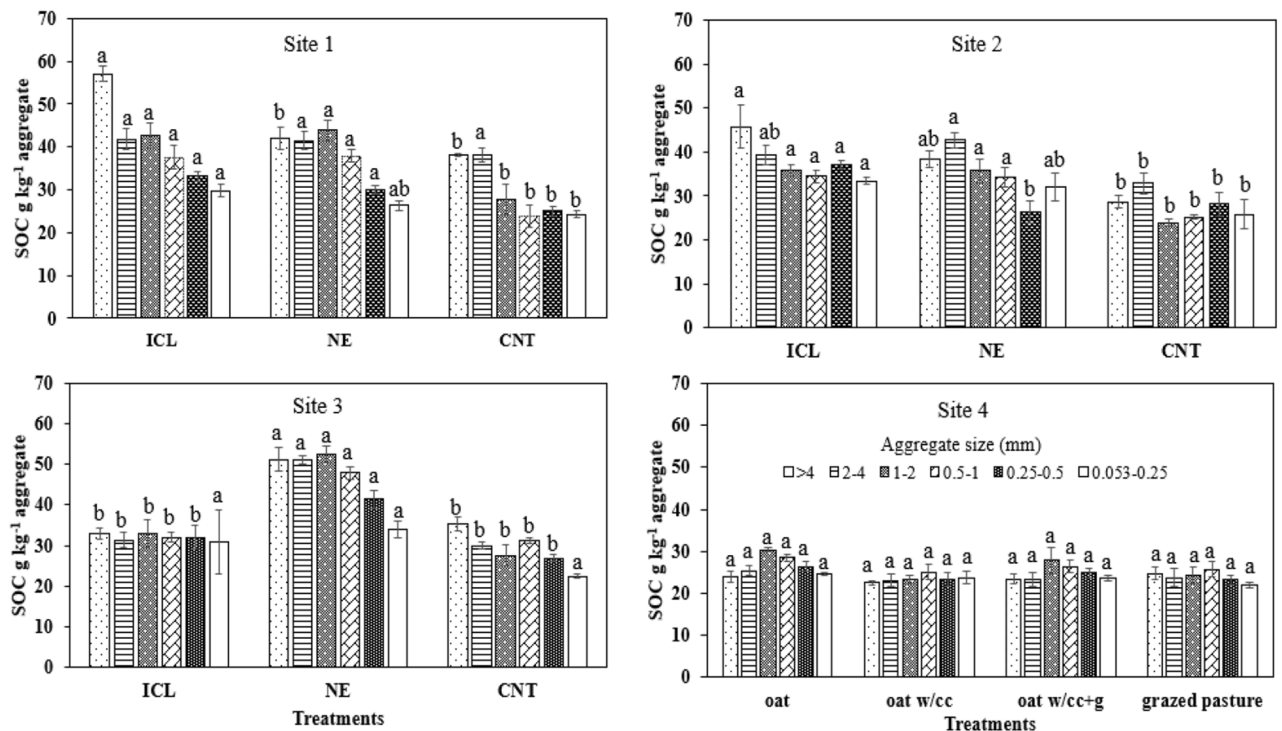 Site 1
SOC g kg-1 aggregate
70
60
50
40
30
20
10
0
a a a a a a
b a a a a ab
b a b b b b
ICL NE CNT
Site 2
SOC g kg-1 aggregate
70
60
50
40
30
20
10
0
a ab a a a a
ab a a a b ab
b b b b b b
ICL NE CNT
Site 3
SOC g kg-1 aggregate
70
60
50
40
30
20
10
0
b b b b b a
a a a a a a
b b b b b a
ICL NE CNT
Treatments
Site 4
Aggregate size (mm)
>4 2-4 1-2 0.5-1 0.25-0.5 0.053-0.25
SOC g kg-1 aggregate
70
60
50
40
30
20
10
0
a a a a a a
a a a a a a
a a a a a a
a a a a a a
oat oat w/cc oat w/cc+g grazed pasture
Treatments